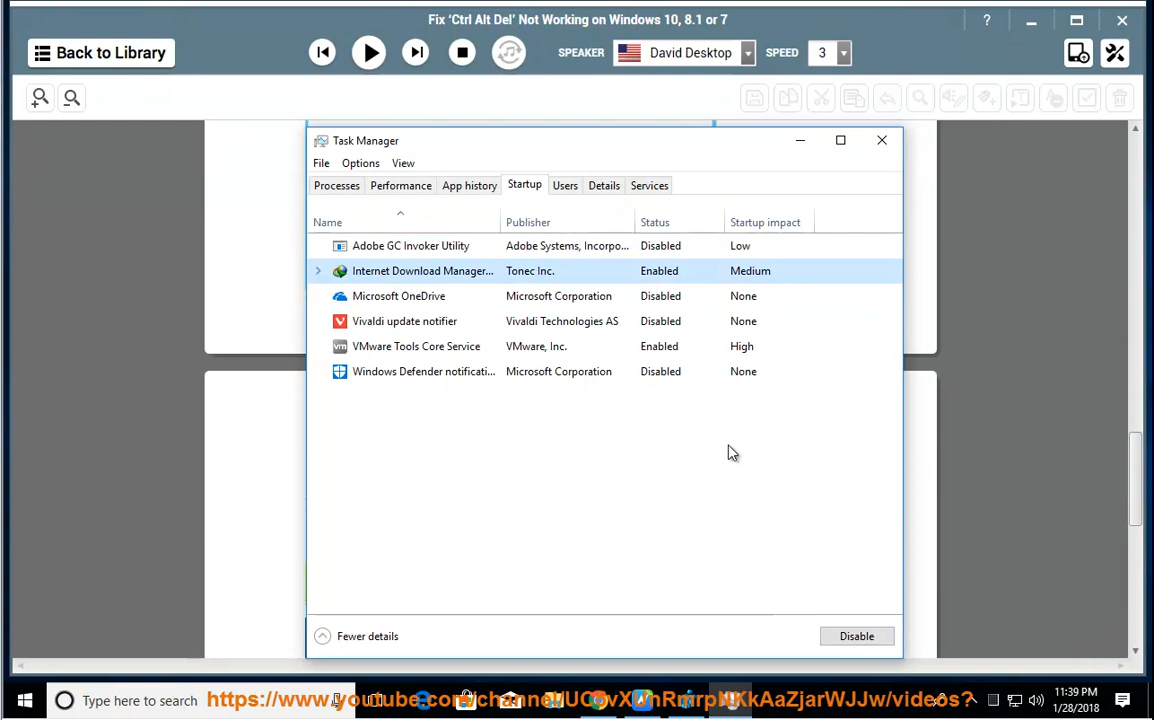 Fix ‘Ctrl Alt Del’ Not Working on Windows 10, 8.1 or 7
Back to Library
SPEAKER
David Desktop
SPEED
3
Task Manager
File Options View
Processes Performance App history Startup Users Details Services
Name Publisher Status Startup impact
Adobe GC Invoker Utility Adobe Systems, Incorpo... Disabled Low
Internet Download Manager... Tonec Inc. Enabled Medium
Microsoft OneDrive Microsoft Corporation Disabled None
Vivaldi update notifier Vivaldi Technologies AS Disabled None
vm VMware Tools Core Service VMware, Inc. Enabled High
Windows Defender notificati... Microsoft Corporation Disabled None
Fewer details
Disable
Type here to search
11:39 PM
1/28/2018